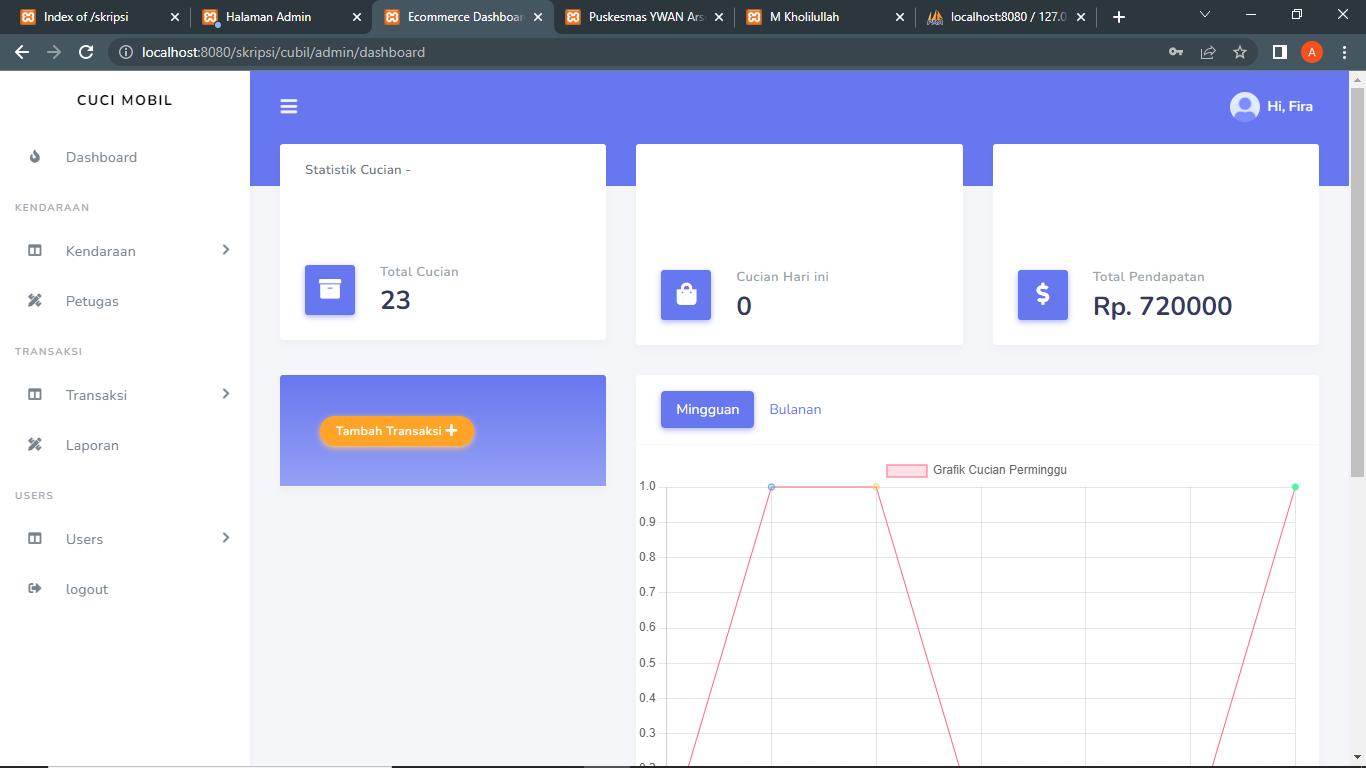 Index of /skripsi
Halaman Admin
Ecommerce Dashboar
Puskesmas YWAN Ars
M Kholilullah
localhost:8080 / 127.0
localhost:8080/skripsi/cubil/admin/dashboard
A
CUCI MOBIL
Hi, Fira
Dashboard
KENDARAAN
Kendaraan
Petugas
TRANSAKSI
Transaksi
Laporan
USERS
Users
logout
Statistik Cucian -
Total Cucian
23
Cucian Hari ini
0
Total Pendapatan
Rp. 720000
Tambah Transaksi
Mingguan Bulanan
Grafik Cucian Perminggu
1.0
0.9
0.8
0.7
0.6
0.5
0.4
0.3
0.2